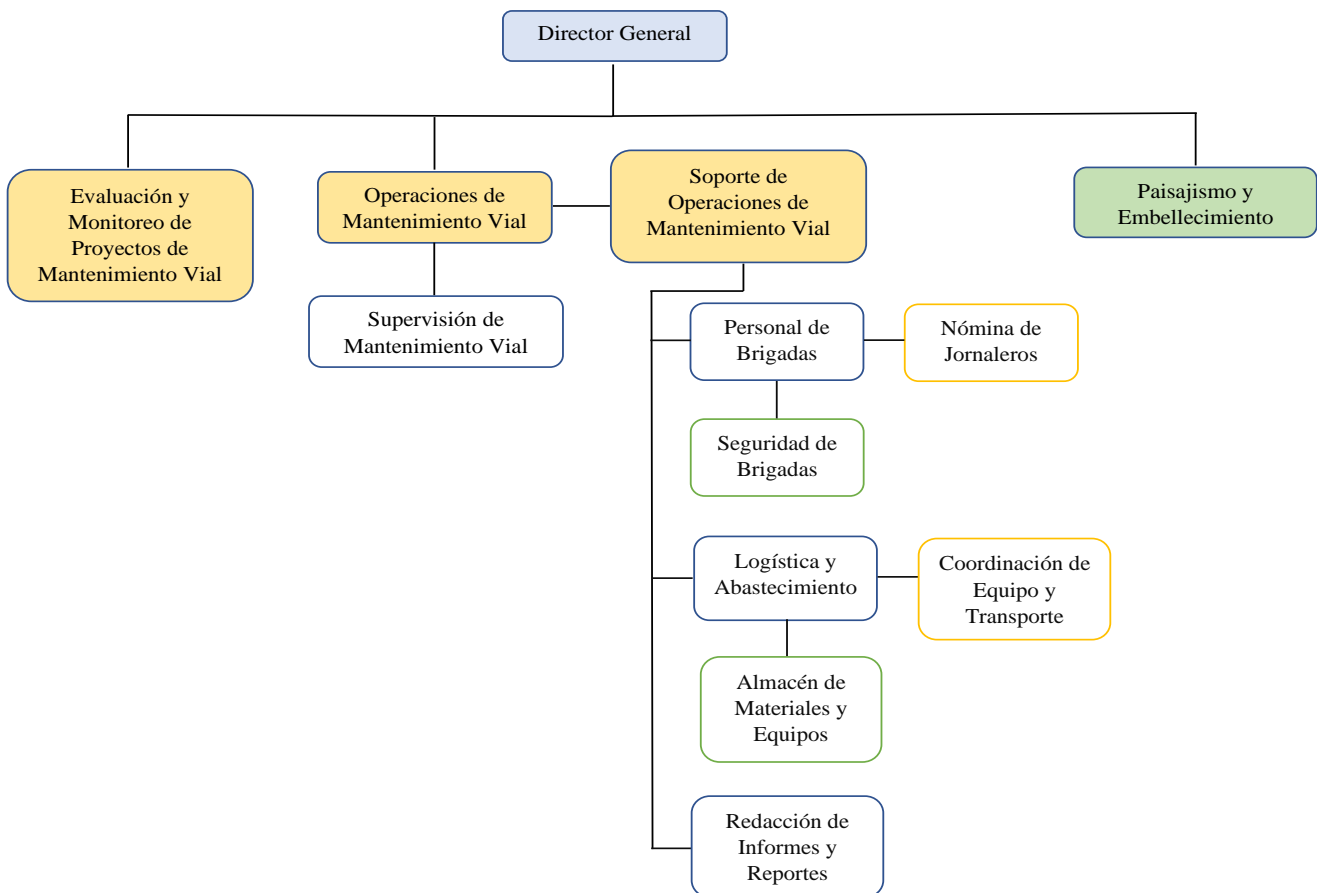 Director General
Evaluación y
Monitoreo de
Proyectos de
Mantenimiento Vial
Operaciones de
Mantenimiento Vial
Soporte de
Operaciones de
Mantenimiento Vial
Paisajismo y
Embellecimiento
Supervisión de
Mantenimiento Vial
Personal de
Brigadas
Nómina de
Jornaleros
Seguridad de
Brigadas
Logística y
Abastecimiento
Coordinación de
Equipo y
Transporte
Almacén de
Materiales y
Equipos
Redacción de
Informes y
Reportes